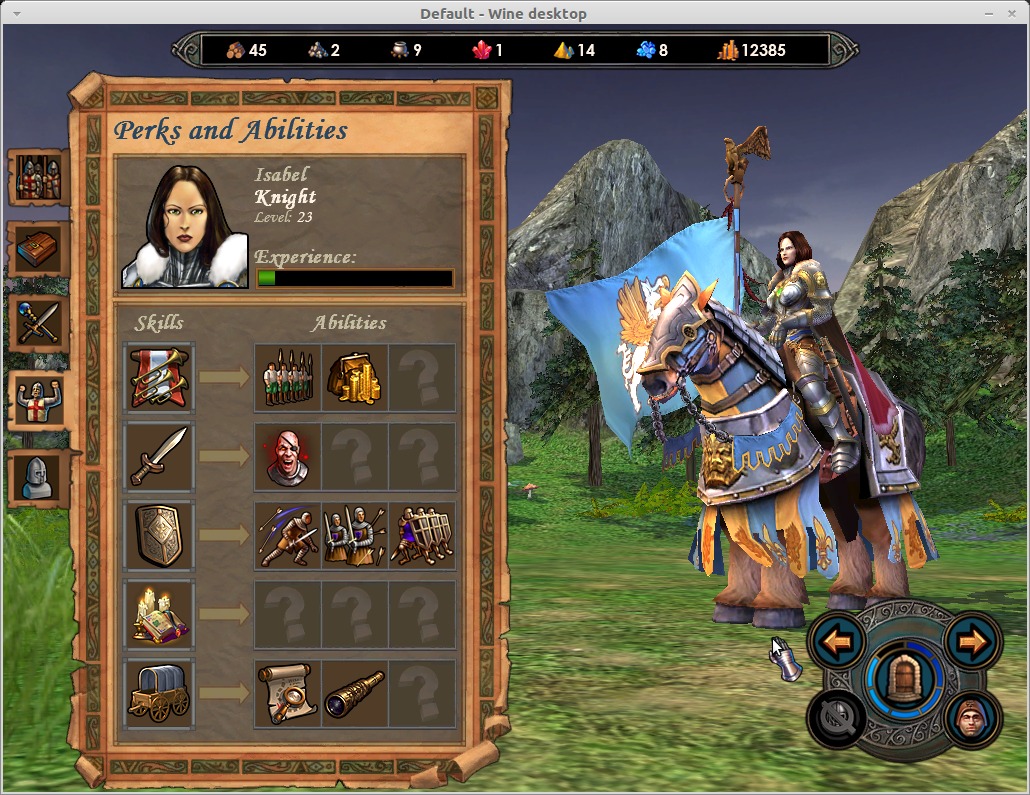 Default - Wine desktop
45 2 9 1 14 8 12385
Perks and Abilities
Isabel
Knight
Level: 23
Experience:
Skills Abilities
? 
? ?
? ? ?
?